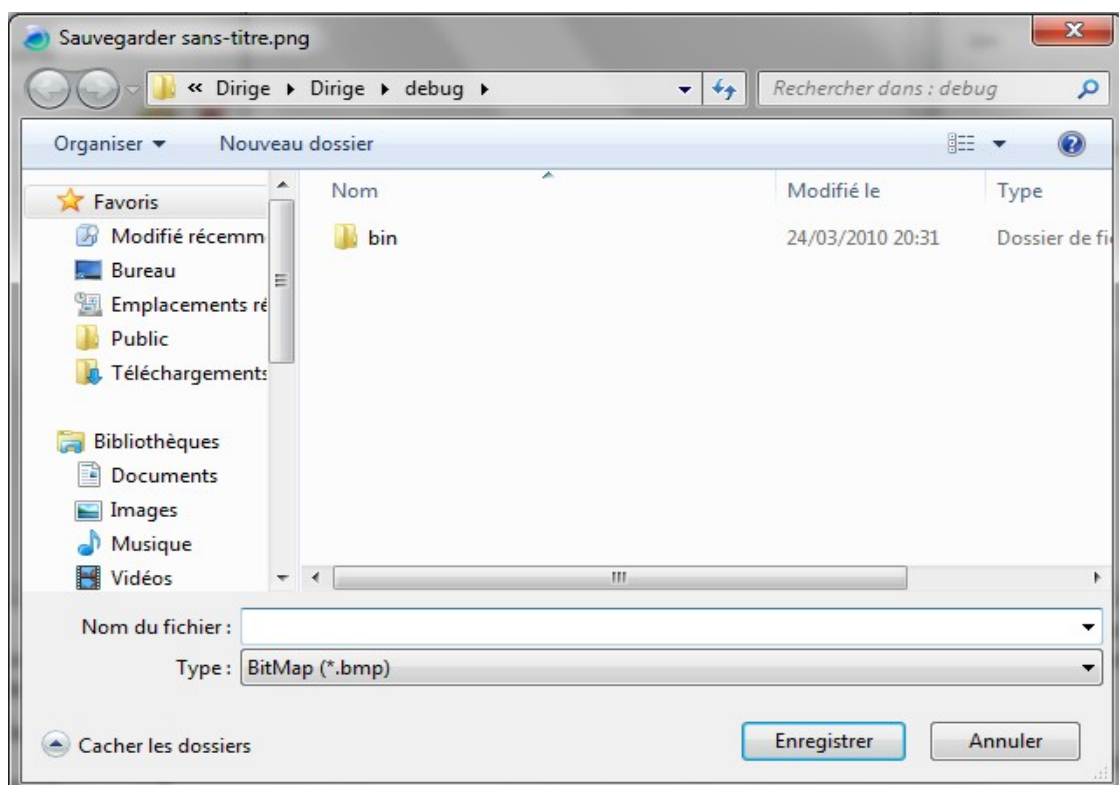 Sauvegarder sans-titre.png
« Dirige Dirige debug
Rechercher dans : debug
Organiser
Nouveau dossier
Nom
Modifié le
Type
Favoris
Modifié récemm
Bureau
Emplacements ré
Public
Téléchargements
Bibliothèques
Documents
Images
Musique
Vidéos
bin
24/03/2010 20:31
Dossier de fi
Nom du fichier :
Type : BitMap (*.bmp)
Cacher les dossiers
Enregistrer
Annuler